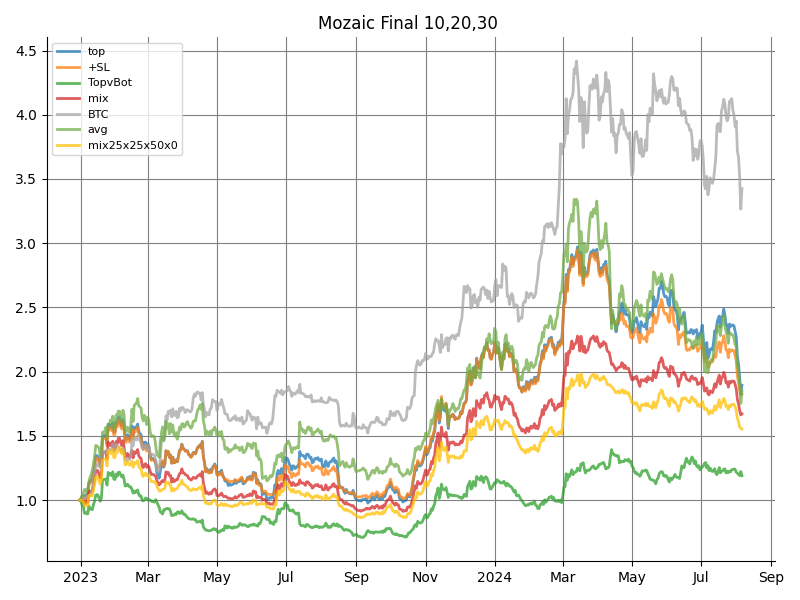 Mozaic Final 10,20,30
top
+SL
TopvBot
mix
BTC
avg
mix25x25x50x0
4.5
4.0
3.5
3.0
2.5
2.0
1.5
1.0
2023 Mar May Jul Sep Nov 2024 Mar May Jul Sep